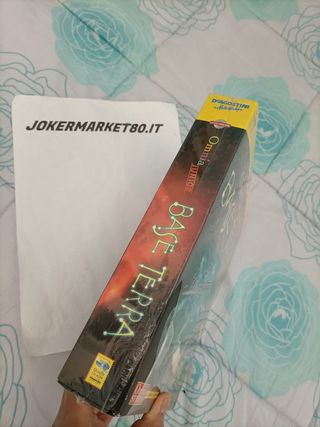 JOKERMARKET80.IT
DEAGOSTINI
Omnia JUNIOR
BASE TERRA